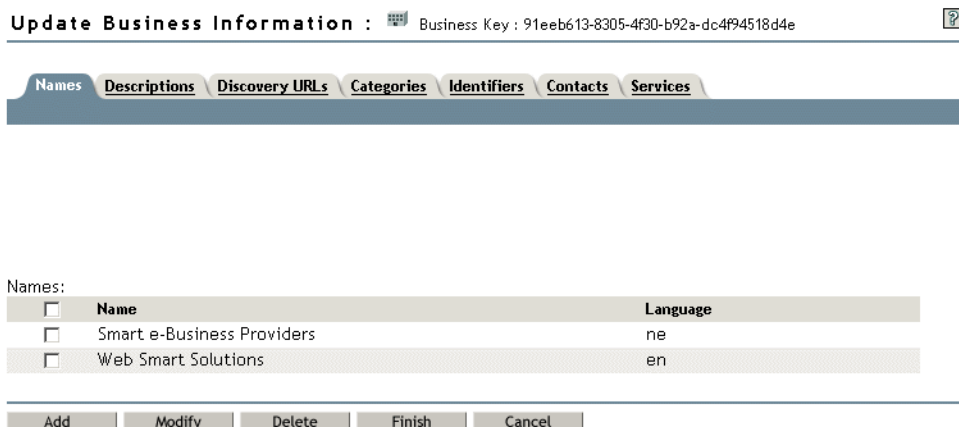 Update Business Information : Business Key : 91eeb613-8305-4f30-b92a-dc4f94518d4e ?
Names Descriptions Discovery URLs Categories Identifiers Contacts Services
Names:
Name Language
Smart e-Business Providers ne
Web Smart Solutions en
Add Modify Delete Finish Cancel